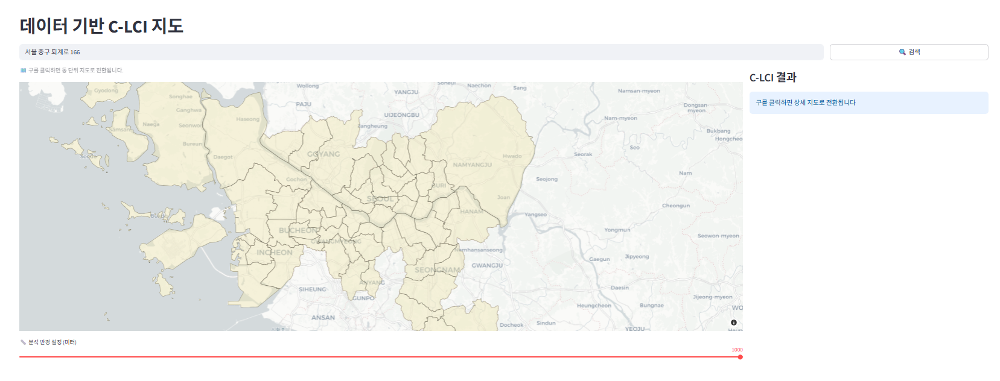 데이터 기반 C-LCI 지도
서울 중구 퇴계로 166
검색
구를 클릭하면 동 단위 지도로 전환됩니다.
C-LCI 결과
구를 클릭하면 상세 지도로 전환됩니다
Gyodong
Songhae
Wollong
YANGJU
Naechon
Sang
Namsan-myeon
PAJU
Ganghwa
UIJEONGBU
Dongsan-myeon
Haseong
Nam-myeon
Naega
Seonwon
Jangheung
Samsan
Bukbang
Hongcheo
Bureun
Seo
Daegot
GOYANG
Hwado
Seorak
NAMYANGJU
Nam
Gochon
Seojong
GURI
SEOUL
Joan
Cheongun
HANAM
Yangseo
BUCHEON
Yongmun
Seowon-myeon
GWANGMYEONG
INCHEON
Namhansanseong
Jipyeong
Gaegun
GWANGJU
SEONGNAM
ANYANG
SIHEUNG
Daesin
GUNPO
Jijeong-myeon
Heungcheon
Bugnae
WO
ANSAN
Docheok
Sindun
YEOJU
분석 반경 설정 (미터)
1000